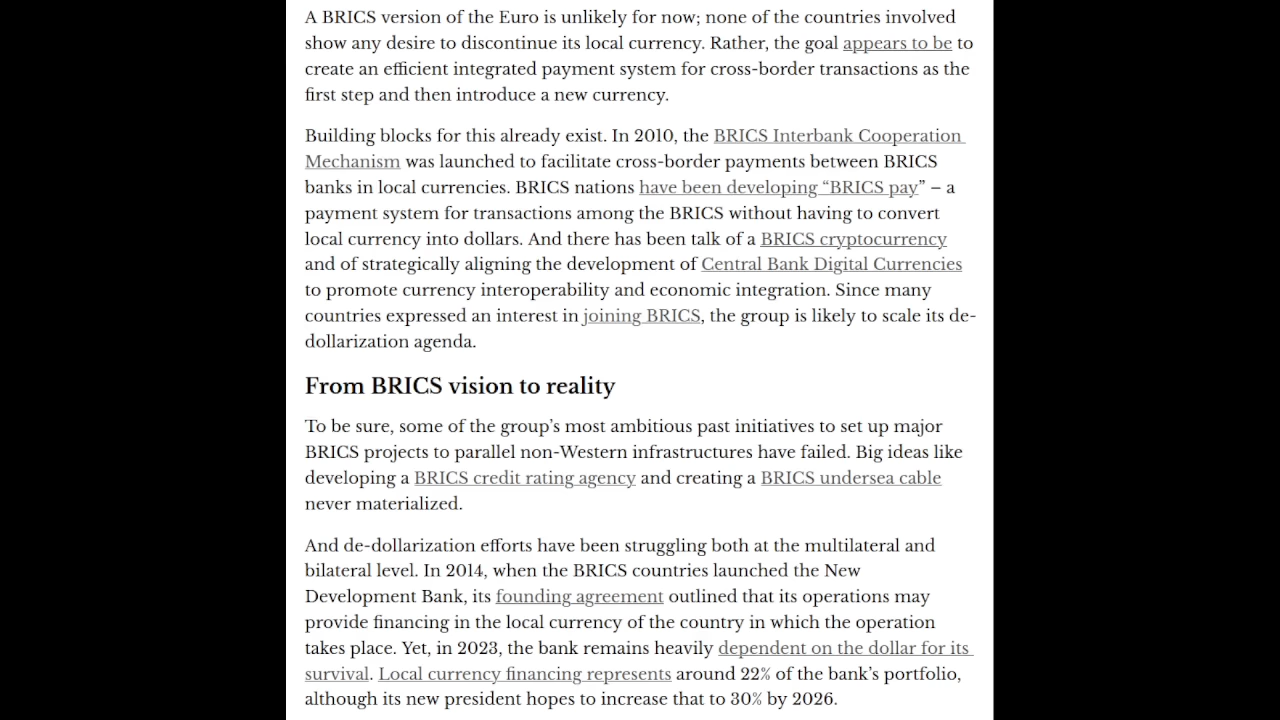 A BRICS version of the Euro is unlikely for now; none of the countries involved
show any desire to discontinue its local currency. Rather, the goal appears to be to
create an efficient integrated payment system for cross-border transactions as the
first step and then introduce a new currency.
Building blocks for this already exist. In 2010, the BRICS Interbank Cooperation
Mechanism was launched to facilitate cross-border payments between BRICS
banks in local currencies. BRICS nations have been developing “BRICS pay” – a
payment system for transactions among the BRICS without having to convert
local currency into dollars. And there has been talk of a BRICS cryptocurrency
and of strategically aligning the development of Central Bank Digital Currencies
to promote currency interoperability and economic integration. Since many
countries expressed an interest in joining BRICS, the group is likely to scale its de-
dollarization agenda.
From BRICS vision to reality
To be sure, some of the group’s most ambitious past initiatives to set up major
BRICS projects to parallel non-Western infrastructures have failed. Big ideas like
developing a BRICS credit rating agency and creating a BRICS undersea cable
never materialized.
And de-dollarization efforts have been struggling both at the multilateral and
bilateral level. In 2014, when the BRICS countries launched the New
Development Bank, its founding agreement outlined that its operations may
provide financing in the local currency of the country in which the operation
takes place. Yet, in 2023, the bank remains heavily dependent on the dollar for its
survival. Local currency financing represents around 22% of the bank’s portfolio,
although its new president hopes to increase that to 30% by 2026.